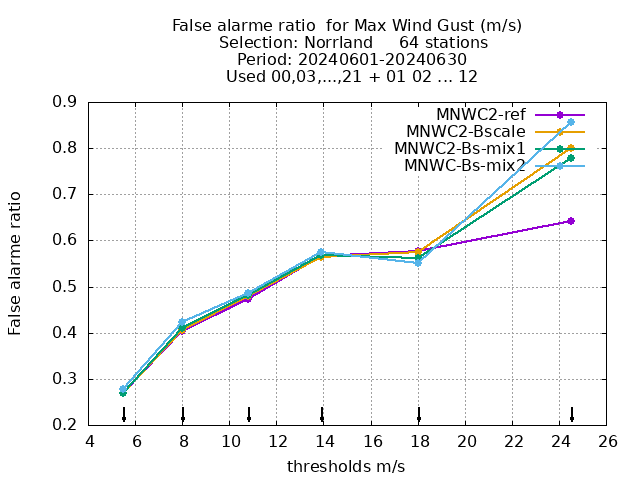 False alarme ratio  for Max Wind Gust (m/s)
Selection: Norrland     64 stations
Period: 20240601-20240630
Used 00,03,...,21 + 01 02 ... 12
MNWC2-ref
MNWC2-Bscale
MNWC2-Bs-mix1
MNWC-Bs-mix2
False alarme ratio
0.9
0.8
0.7
0.6
0.5
0.4
0.3
0.2
4 6 8 10 12 14 16 18 20 22 24 26
thresholds m/s